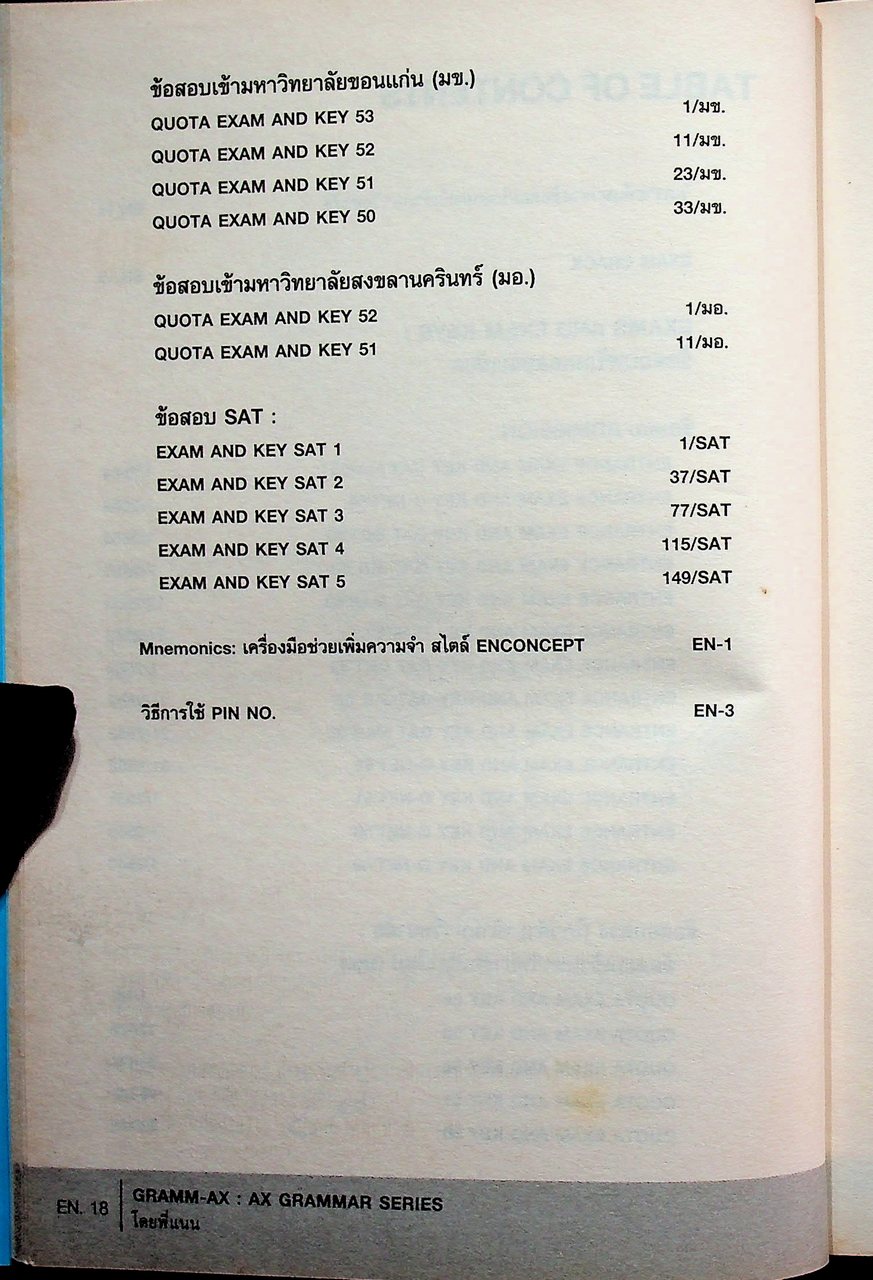 ข้อสอบเข้ามหาวิทยาลัยขอนแก่น (มข.)
QUOTA EXAM AND KEY 53 1/มข.
QUOTA EXAM AND KEY 52 11/มข.
QUOTA EXAM AND KEY 51 23/มข.
QUOTA EXAM AND KEY 50 33/มข.
ข้อสอบเข้ามหาวิทยาลัยสงขลานครินทร์ (มอ.)
QUOTA EXAM AND KEY 52 1/มอ.
QUOTA EXAM AND KEY 51 11/มอ.
ข้อสอบ SAT :
EXAM AND KEY SAT 1 1/SAT
EXAM AND KEY SAT 2 37/SAT
EXAM AND KEY SAT 3 77/SAT
EXAM AND KEY SAT 4 115/SAT
EXAM AND KEY SAT 5 149/SAT
Mnemonics: เครื่องมือช่วยเพิ่มความจำ สไตล์ ENCONCEPT EN-1
วิธีการใช้ PIN NO. EN-3
EN. 18
GRAMM-AX : AX GRAMMAR SERIES
โดยพี่แนน